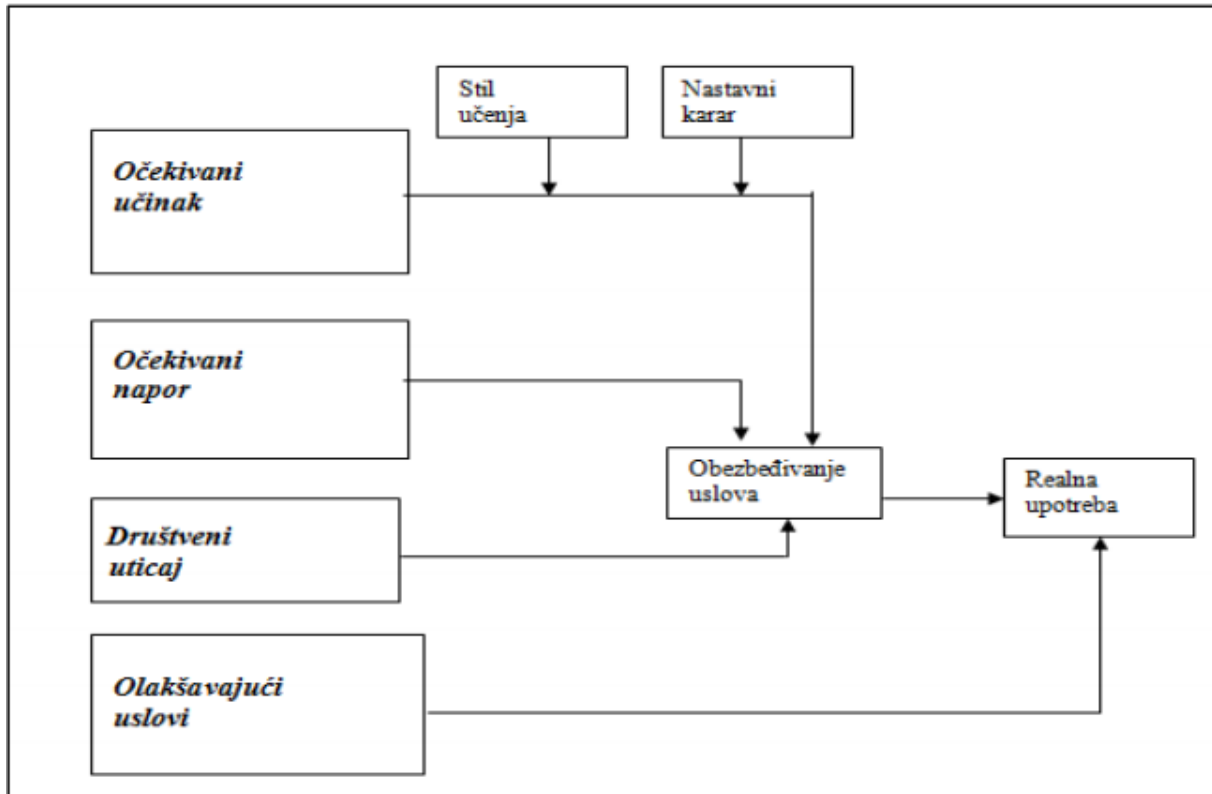 Stil
učenja
Nastavni
karar
Očekivani
učinak
Očekivani
napor
Obezbeđivanje
uslova
Realna
upotreba
Društveni
uticaj
Olakšavajući
uslovi